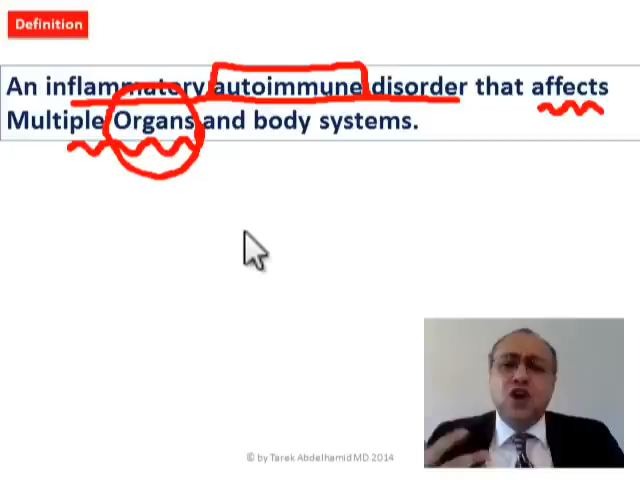 Definition
An inflammatory autoimmune disorder that affects
Multiple Organs and body systems.
© by Tarek Abdelhamid MD 2014